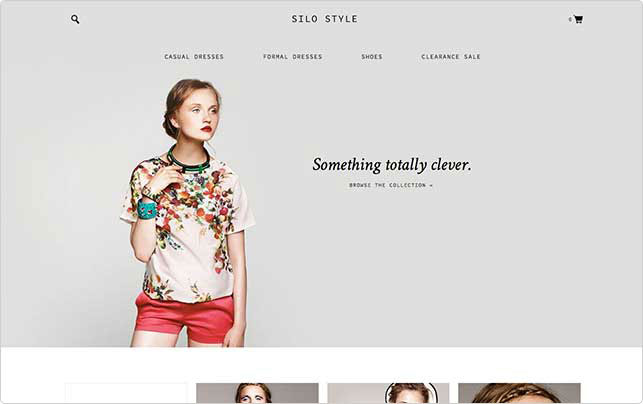 SILO STYLE
0
CASUAL DRESSES FORMAL DRESSES SHOES CLEARANCE SALE
Something totally clever.
BROWSE THE COLLECTION →